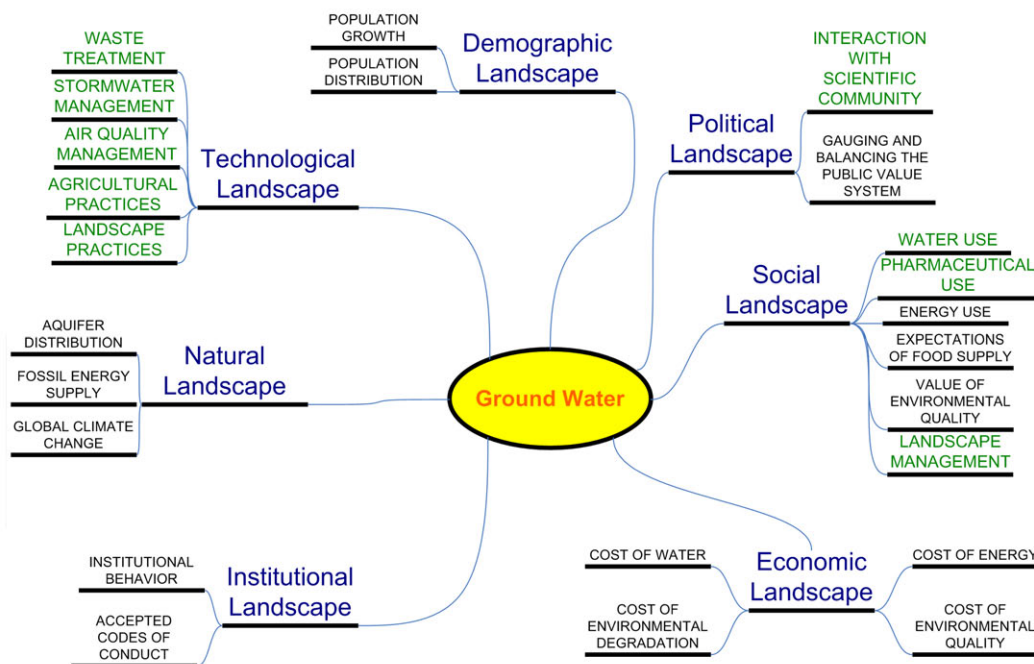 WASTE
TREATMENT
STORMWATER
MANAGEMENT
AIR QUALITY
MANAGEMENT
AGRICULTURAL
PRACTICES
LANDSCAPE
PRACTICES
Technological
Landscape
POPULATION
GROWTH
POPULATION
DISTRIBUTION
Demographic
Landscape
Political
Landscape
INTERACTION
WITH
SCIENTIFIC
COMMUNITY
GAUGING AND
BALANCING THE
PUBLIC VALUE
SYSTEM
Social
Landscape
WATER USE
PHARMACEUTICAL
USE
ENERGY USE
EXPECTATIONS
OF FOOD SUPPLY
VALUE OF
ENVIRONMENTAL
QUALITY
LANDSCAPE
MANAGEMENT
AQUIFER
DISTRIBUTION
FOSSIL ENERGY
SUPPLY
GLOBAL CLIMATE
CHANGE
Natural
Landscape
Ground Water
INSTITUTIONAL
BEHAVIOR
ACCEPTED
CODES OF
CONDUCT
Institutional
Landscape
COST OF WATER
COST OF
ENVIRONMENTAL
DEGRADATION
Economic
Landscape
COST OF ENERGY
COST OF
ENVIRONMENTAL
QUALITY